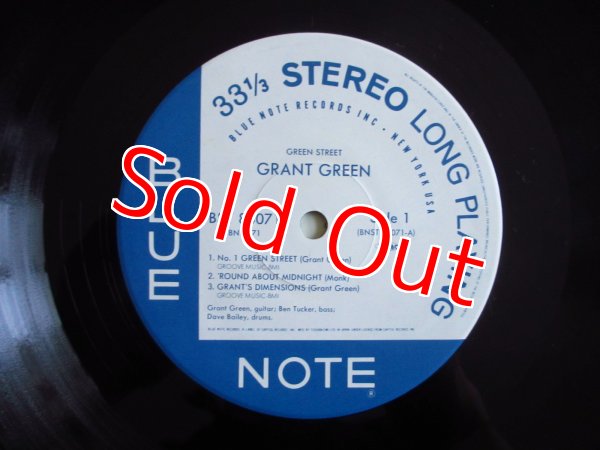 33 1/3 STEREO LONG PLAYING
BLUE NOTE RECORDS INC · NEW YORK USA
GREEN STREET
GRANT GREEN
Side 1
1. No. 1 GREEN STREET (Grant Green)
GROOVE MUSIC-BMI
2. 'ROUND ABOUT MIDNIGHT (Monk)
3. GRANT'S DIMENSIONS (Grant Green)
GROOVE MUSIC-BMI
Grant Green, guitar; Ben Tucker, bass;
Dave Bailey, drums.
BLUE
NOTE
®
Sold Out